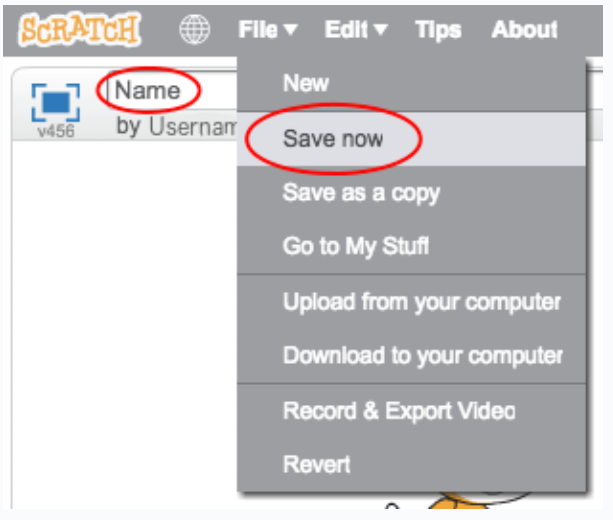 SCRATCH File Edit Tips About
Name
v456
by Usernam
New
Save now
Save as a copy
Go to My Stuff
Upload from your computer
Download to your computer
Record & Export Video
Revert